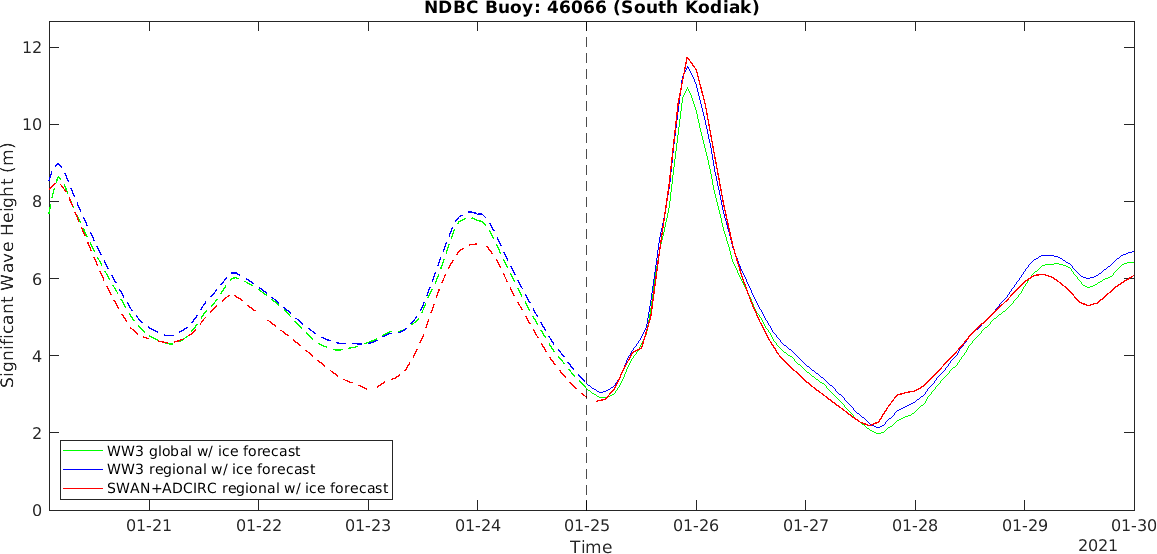 NDBC Buoy: 46066 (South Kodiak)
12
10
8
6
4
2
0
Significant Wave Height (m)
WW3 global w/ ice forecast
WW3 regional w/ ice forecast
SWAN+ADCIRC regional w/ ice forecast
01-21 01-22 01-23 01-24 01-25 01-26 01-27 01-28 01-29 01-30
Time
2021